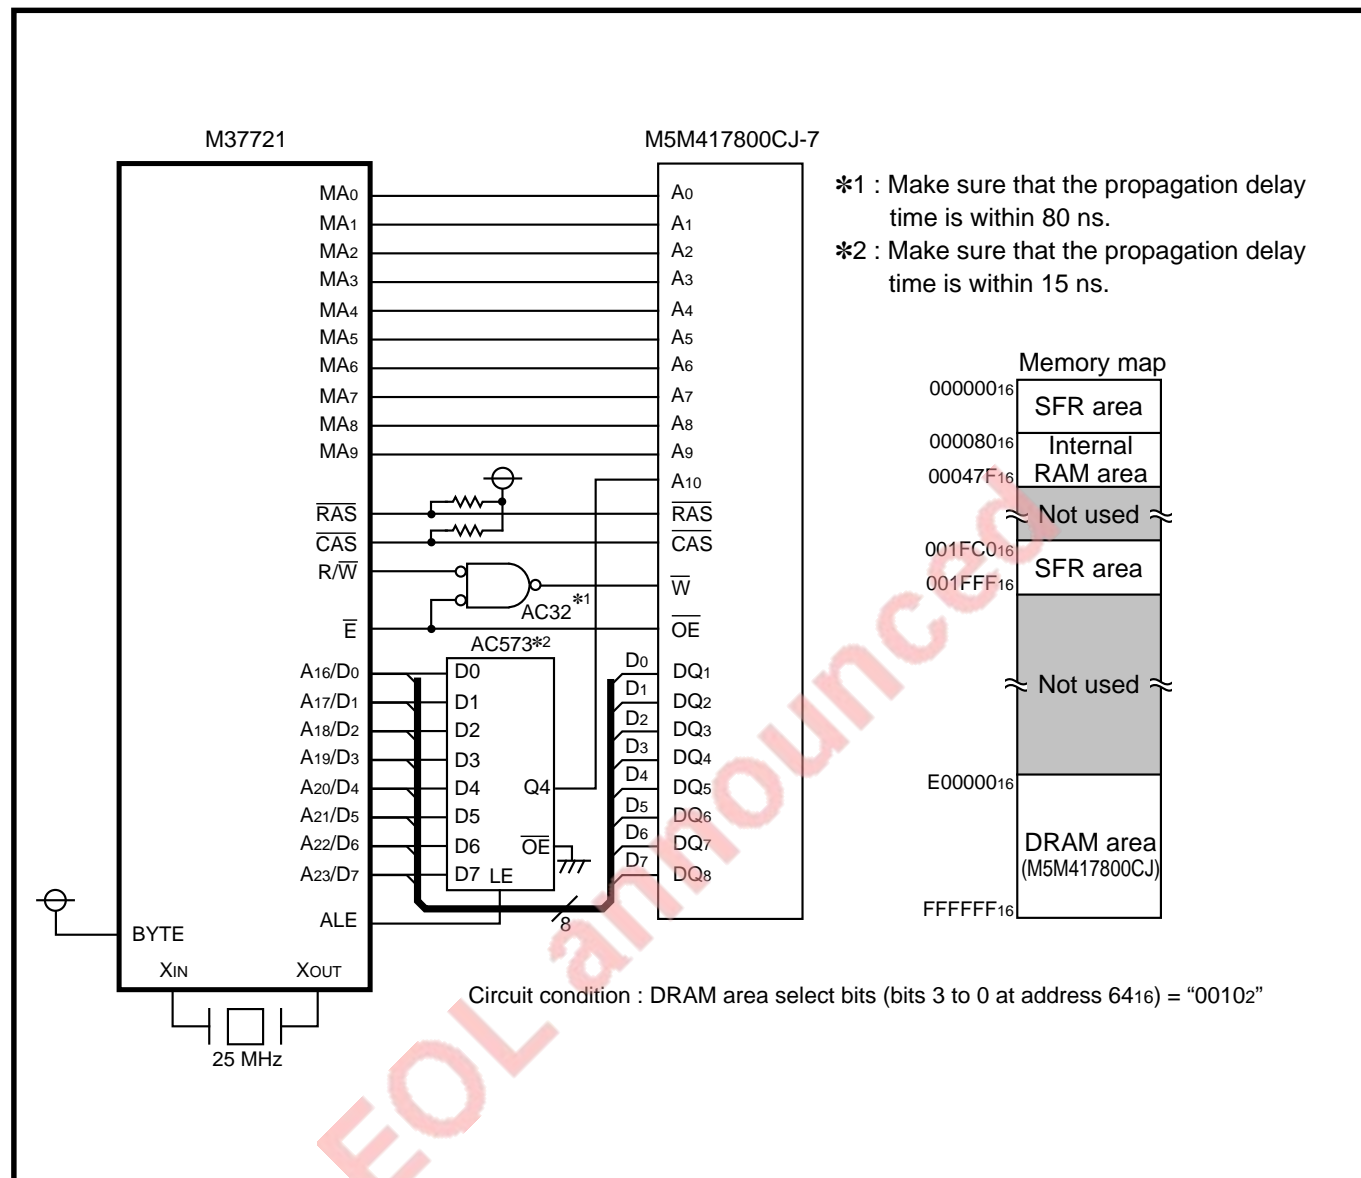 M37721
M5M417800CJ-7
MA0
A0
MA1
A1
MA2
A2
MA3
A3
MA4
A4
MA5
A5
MA6
A6
MA7
A7
MA8
A8
MA9
A9
A10
RAS
RAS
CAS
CAS
R/W
W
AC32 ✻1
E
OE
AC573✻2
A16/D0
D0
D0
DQ1
A17/D1
D1
D1
DQ2
A18/D2
D2
D2
DQ3
A19/D3
D3
D3
DQ4
A20/D4
D4
Q4
D4
DQ5
A21/D5
D5
D5
DQ6
A22/D6
D6
OE
D6
DQ7
A23/D7
D7
LE
D7
DQ8
ALE
8
BYTE
XIN
XOUT
25 MHz
✻1 : Make sure that the propagation delay
time is within 80 ns.
✻2 : Make sure that the propagation delay
time is within 15 ns.
Memory map
00000016
SFR area
00008016
Internal
00047F16
RAM area
Not used
001FC016
SFR area
001FFF16
Not used
E0000016
DRAM area
(M5M417800CJ)
FFFFFF16
Circuit condition : DRAM area select bits (bits 3 to 0 at address 6416) = “00102”
EOL announced